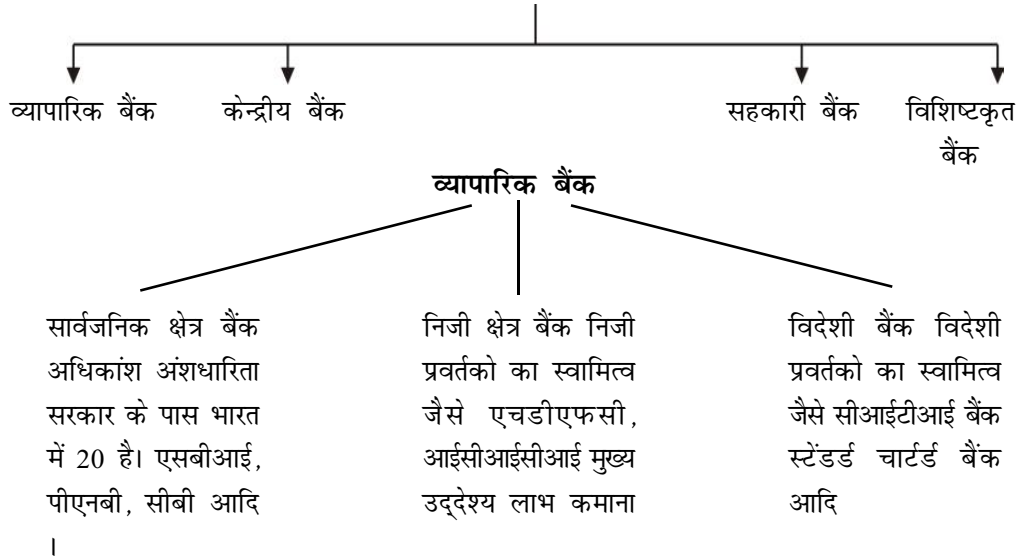 व्यापारिक बैंक केन्द्रीय बैंक सहकारी बैंक विशिष्टकृत
बैंक
व्यापारिक बैंक
सार्वजनिक क्षेत्र बैंक
अधिकांश अंशधारिता
सरकार के पास भारत
में 20 है। एसबीआई,
पीएनबी, सीबी आदि
।
निजी क्षेत्र बैंक निजी
प्रवर्तको का स्वामित्व
जैसे एचडीएफसी,
आईसीआईसीआई मुख्य
उद्देश्य लाभ कमाना
विदेशी बैंक विदेशी
प्रवर्तको का स्वामित्व
जैसे सीआईटीआई बैंक
स्टेंडर्ड चार्टर्ड बैंक
आदि